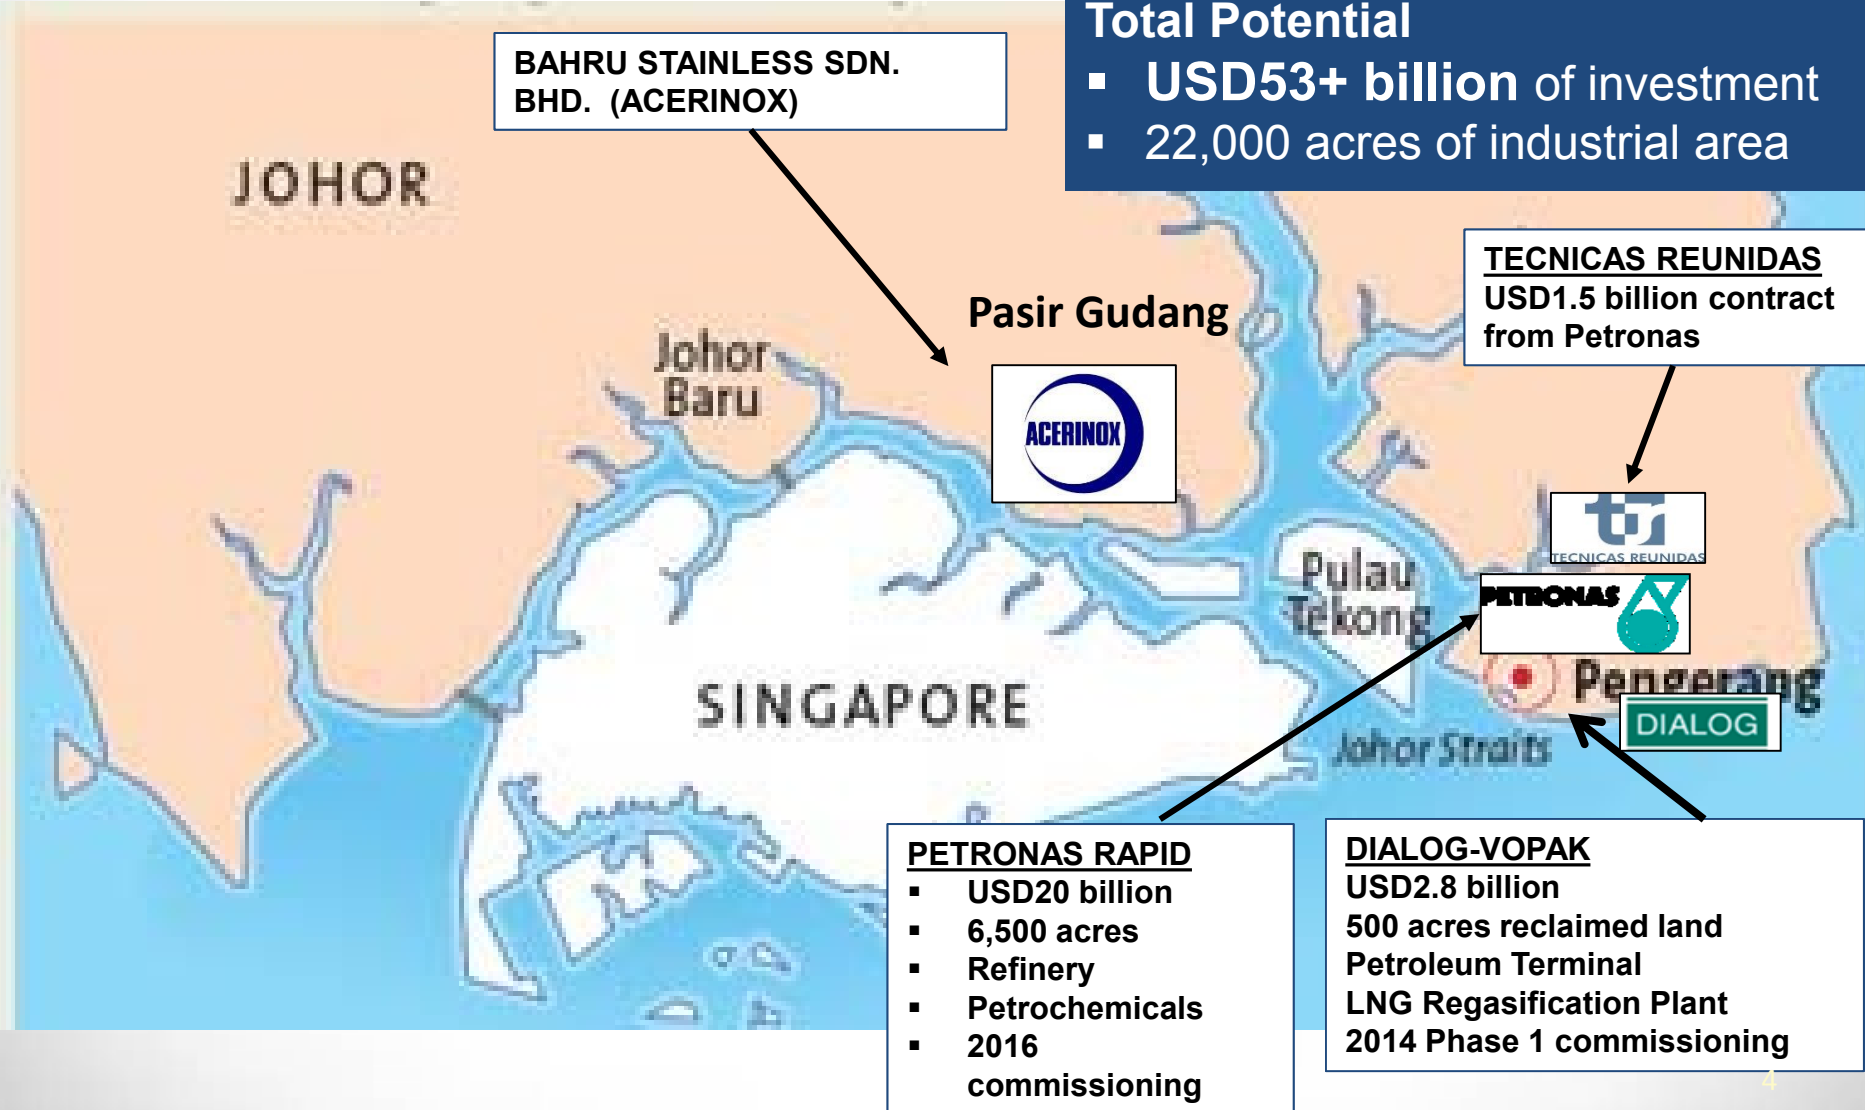 Total Potential
▪ USD53+ billion of investment
▪ 22,000 acres of industrial area
BAHRU STAINLESS SDN.
BHD. (ACERINOX)
JOHOR
TECNICAS REUNIDAS
USD1.5 billion contract
from Petronas
Pasir Gudang
Johor
Baru
ACERINOX
tr
TECNICAS REUNIDAS
Pulau
Tekong
PETRONAS
Pengerang
SINGAPORE
DIALOG
Johor Straits
PETRONAS RAPID
▪ USD20 billion
▪ 6,500 acres
▪ Refinery
▪ Petrochemicals
▪ 2016
commissioning
DIALOG-VOPAK
USD2.8 billion
500 acres reclaimed land
Petroleum Terminal
LNG Regasification Plant
2014 Phase 1 commissioning
4